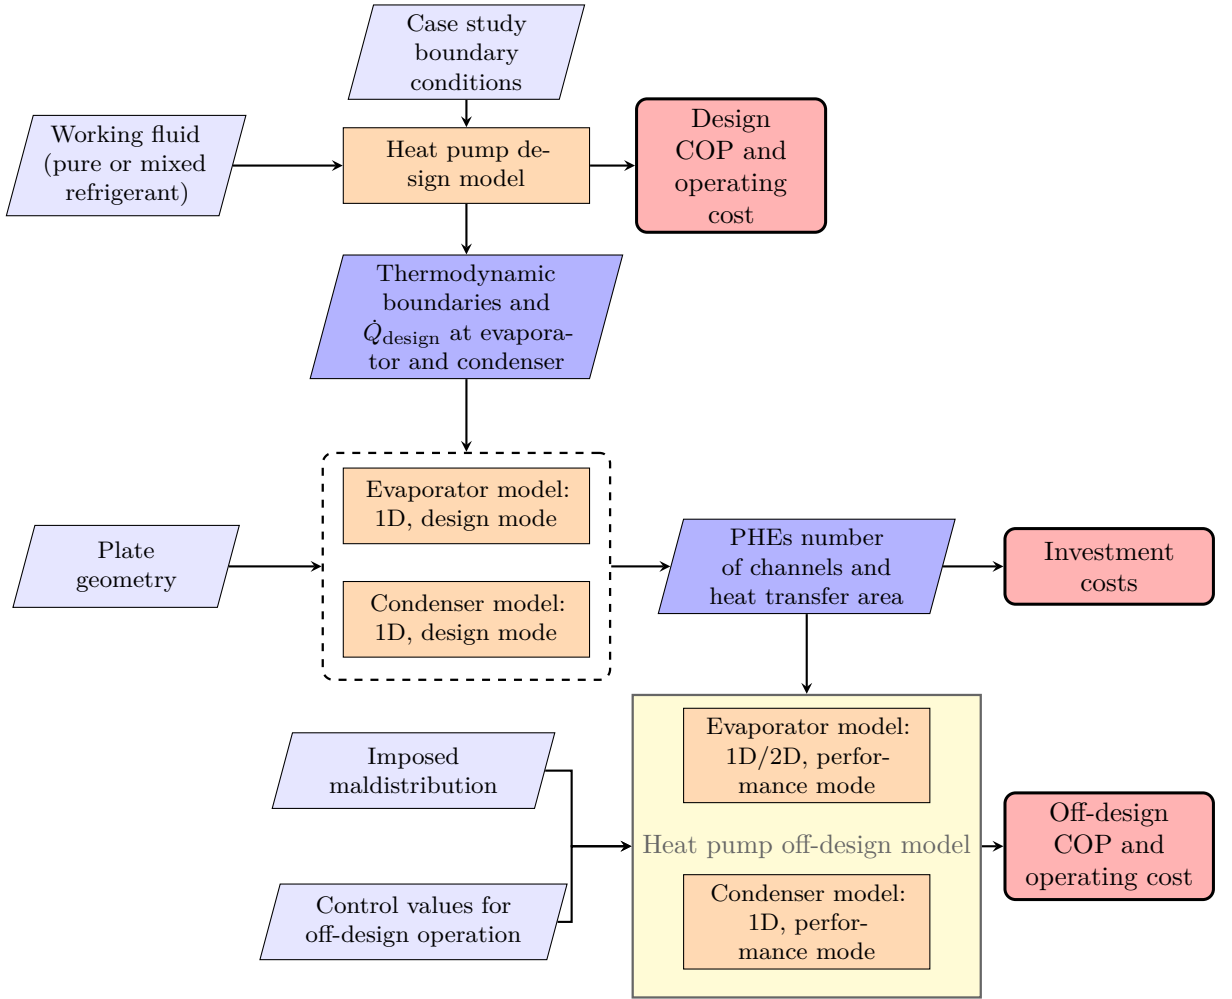 Case study
boundary
conditions
Working fluid
(pure or mixed
refrigerant)
Heat pump de-
sign model
Design
COP and
operating
cost
Thermodynamic
boundaries and
Q̇design at evapora-
tor and condenser
Evaporator model:
1D, design mode
Condenser model:
1D, design mode
Plate
geometry
PHEs number
of channels and
heat transfer area
Investment
costs
Imposed
maldistribution
Control values for
off-design operation
Evaporator model:
1D/2D, perfor-
mance mode
Heat pump off-design model
Condenser model:
1D, perfor-
mance mode
Off-design
COP and
operating cost